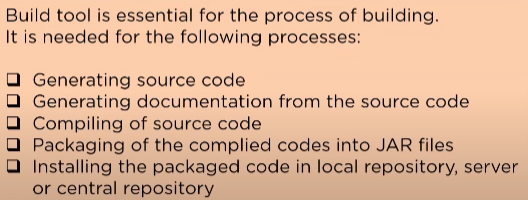 Build tool is essential for the process of building.
It is needed for the following processes:
❑ Generating source code
❑ Generating documentation from the source code
❑ Compiling of source code
❑ Packaging of the complied codes into JAR files
❑ Installing the packaged code in local repository, server
or central repository